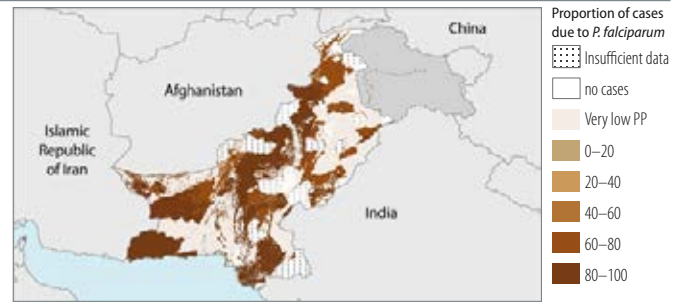 China
Afghanistan
Islamic
Republic
of Iran
India
Proportion of cases
due to P. falciparum
Insufficient data
no cases
Very low PP
0–20
20–40
40–60
60–80
80–100